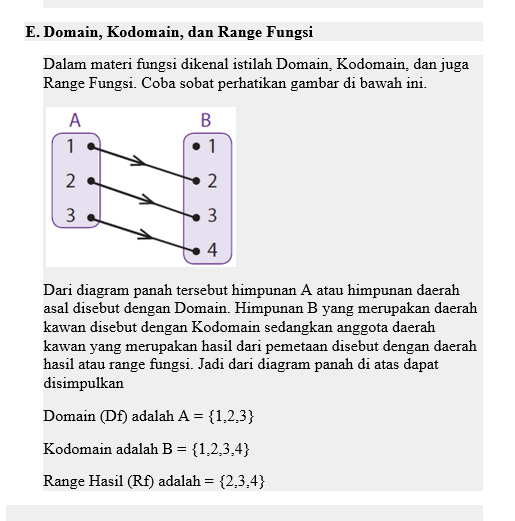 E. Domain, Kodomain, dan Range Fungsi
Dalam materi fungsi dikenal istilah Domain, Kodomain, dan juga
Range Fungsi. Coba sobat perhatikan gambar di bawah ini.
A B
1 1
2 2
3 3
4
Dari diagram panah tersebut himpunan A atau himpunan daerah
asal disebut dengan Domain. Himpunan B yang merupakan daerah
kawan disebut dengan Kodomain sedangkan anggota daerah
kawan yang merupakan hasil dari pemetaan disebut dengan daerah
hasil atau range fungsi. Jadi dari diagram panah di atas dapat
disimpulkan
Domain (Df) adalah A = {1,2,3}
Kodomain adalah B = {1,2,3,4}
Range Hasil (Rf) adalah = {2,3,4}